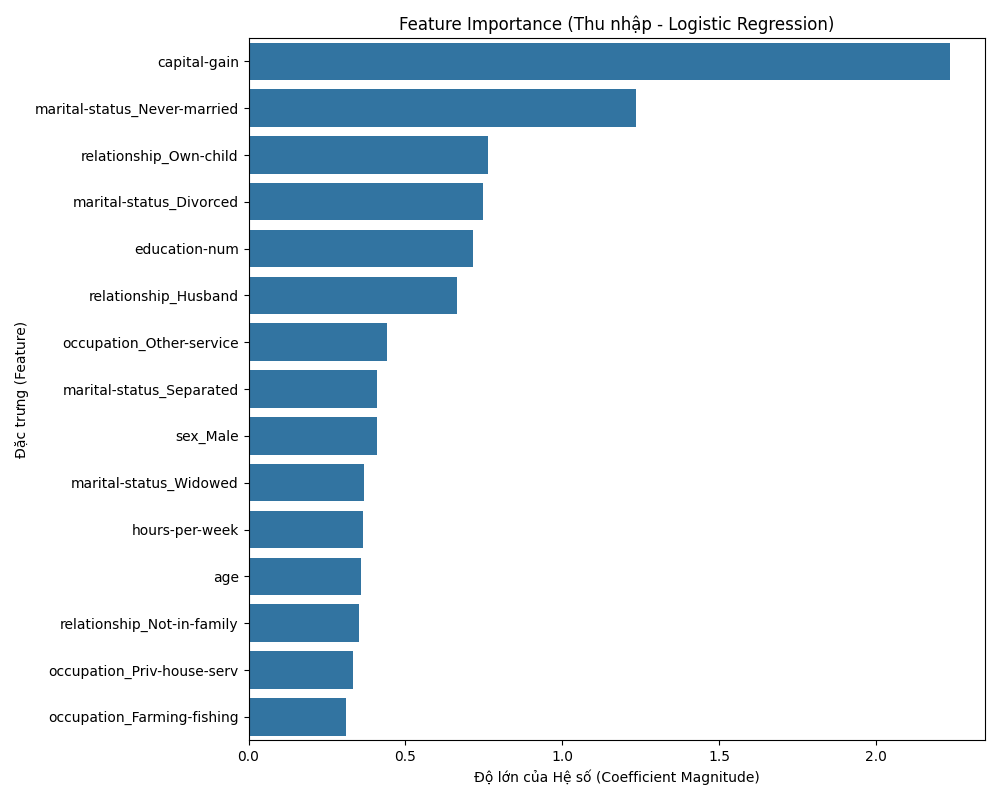 Feature Importance (Thu nhập - Logistic Regression)
capital-gain
marital-status_Never-married
relationship_Own-child
marital-status_Divorced
education-num
relationship_Husband
occupation_Other-service
marital-status_Separated
sex_Male
marital-status_Widowed
hours-per-week
age
relationship_Not-in-family
occupation_Priv-house-serv
occupation_Farming-fishing
Đặc trưng (Feature)
0.0 0.5 1.0 1.5 2.0
Độ lớn của Hệ số (Coefficient Magnitude)